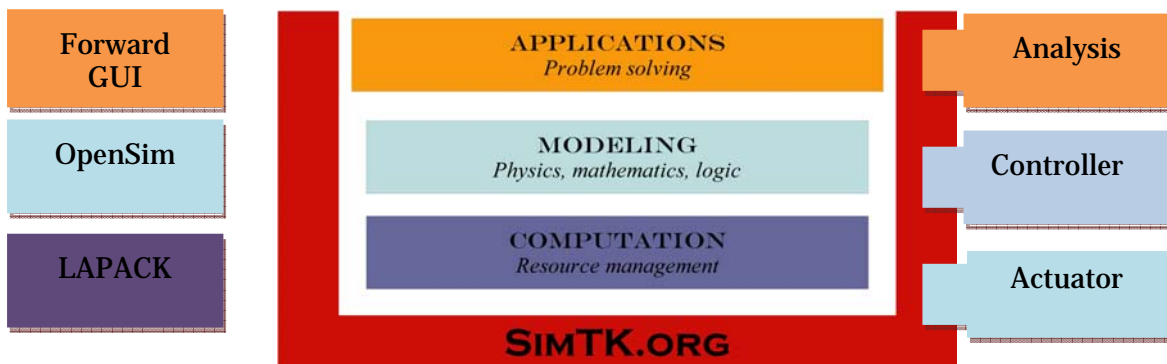 Forward
GUI
OpenSim
LAPACK
APPLICATIONS
Problem solving
MODELING
Physics, mathematics, logic
COMPUTATION
Resource management
SIMTK.ORG
Analysis
Controller
Actuator